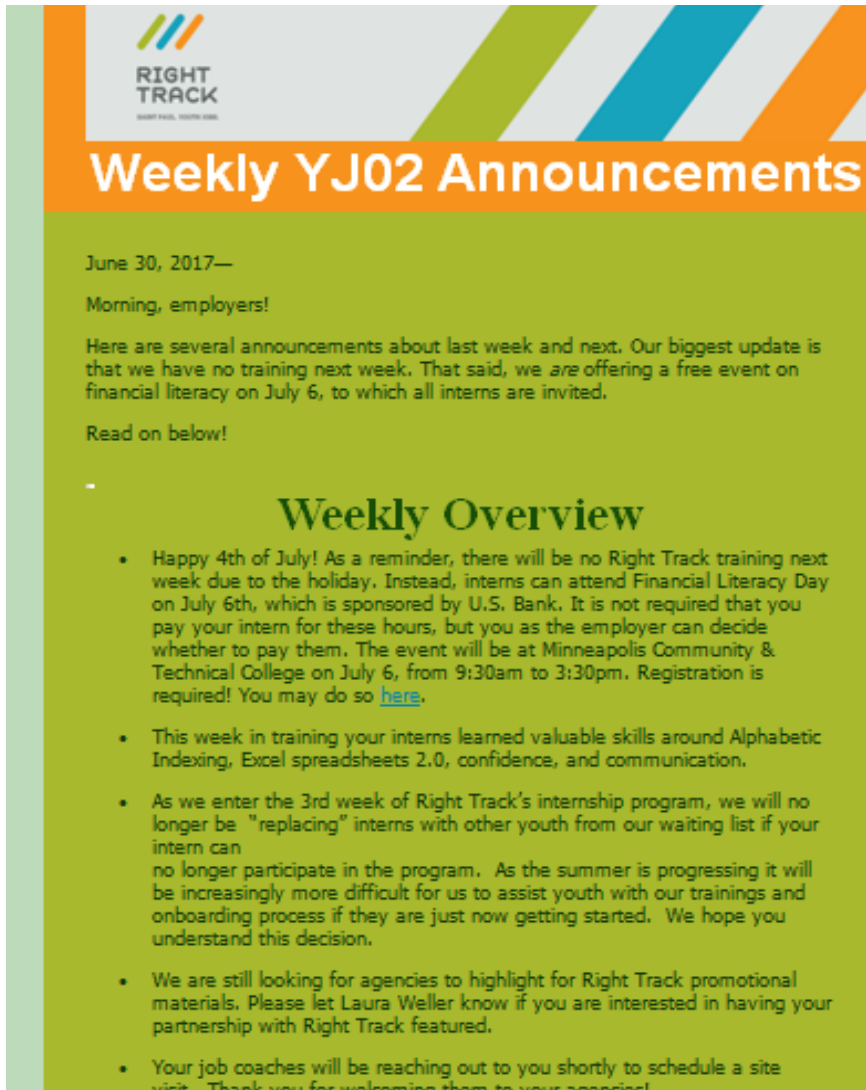 RIGHT
TRACK
SAINT PAUL. YOUTH JOBS.
Weekly YJ02 Announcements
June 30, 2017—
Morning, employers!
Here are several announcements about last week and next. Our biggest update is
that we have no training next week. That said, we are offering a free event on
financial literacy on July 6, to which all interns are invited.
Read on below!
Weekly Overview
• Happy 4th of July! As a reminder, there will be no Right Track training next
week due to the holiday. Instead, interns can attend Financial Literacy Day
on July 6th, which is sponsored by U.S. Bank. It is not required that you
pay your intern for these hours, but you as the employer can decide
whether to pay them. The event will be at Minneapolis Community &
Technical College on July 6, from 9:30am to 3:30pm. Registration is
required! You may do so here.
• This week in training your interns learned valuable skills around Alphabetic
Indexing, Excel spreadsheets 2.0, confidence, and communication.
• As we enter the 3rd week of Right Track's internship program, we will no
longer be "replacing" interns with other youth from our waiting list if your
intern can
no longer participate in the program. As the summer is progressing it will
be increasingly more difficult for us to assist youth with our trainings and
onboarding process if they are just now getting started. We hope you
understand this decision.
• We are still looking for agencies to highlight for Right Track promotional
materials. Please let Laura Weller know if you are interested in having your
partnership with Right Track featured.
• Your job coaches will be reaching out to you shortly to schedule a site
visit. Thank you for welcoming them to your agencies!